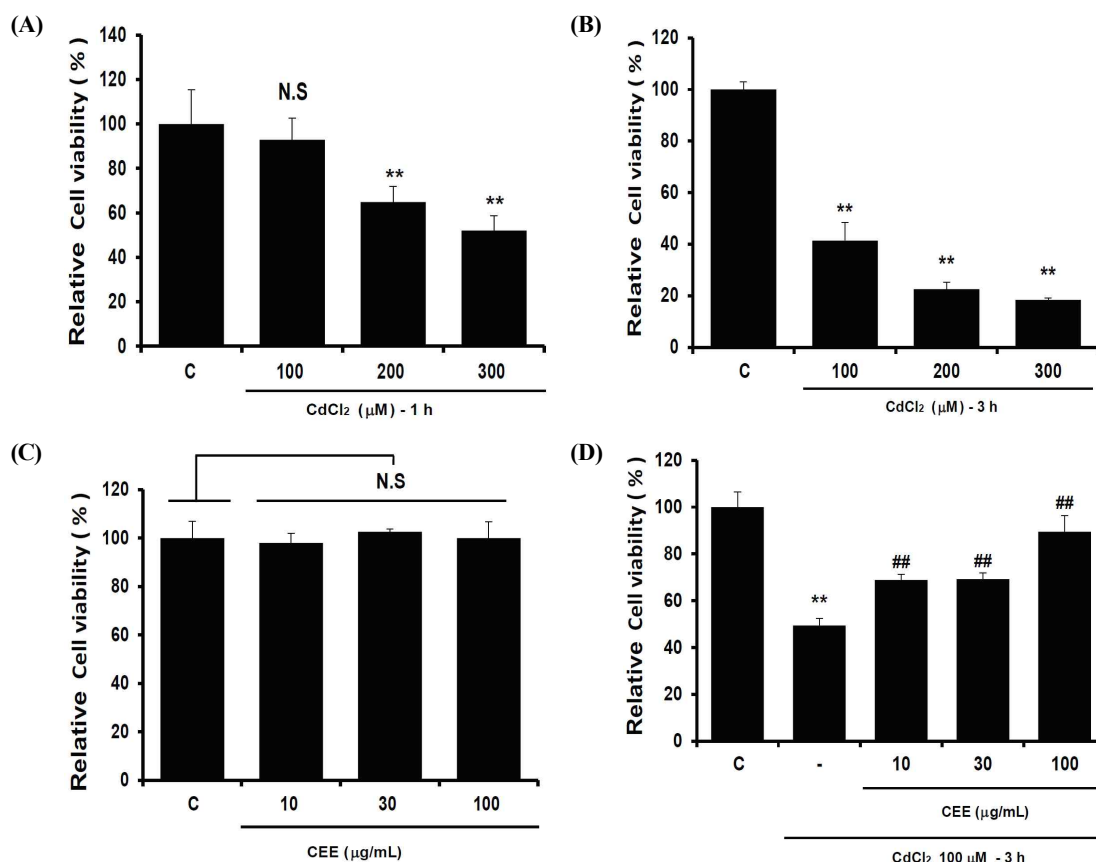 (A)
Relative Cell viability ( % )
140
120
100
80
60
40
20
0
N.S
**
**
C 100 200 300
CdCl₂ (μM) - 1 h
(B)
Relative Cell viability ( % )
120
100
80
60
40
20
0
**
**
**
C 100 200 300
CdCl₂ (μM) - 3 h
(C)
Relative Cell viability ( % )
120
100
80
60
40
20
0
N.S
C 10 30 100
CEE (μg/mL)
(D)
Relative Cell viability ( % )
120
100
80
60
40
20
0
**
##
##
##
C - 10 30 100
CEE (μg/mL)
CdCl₂ 100 μM - 3 h